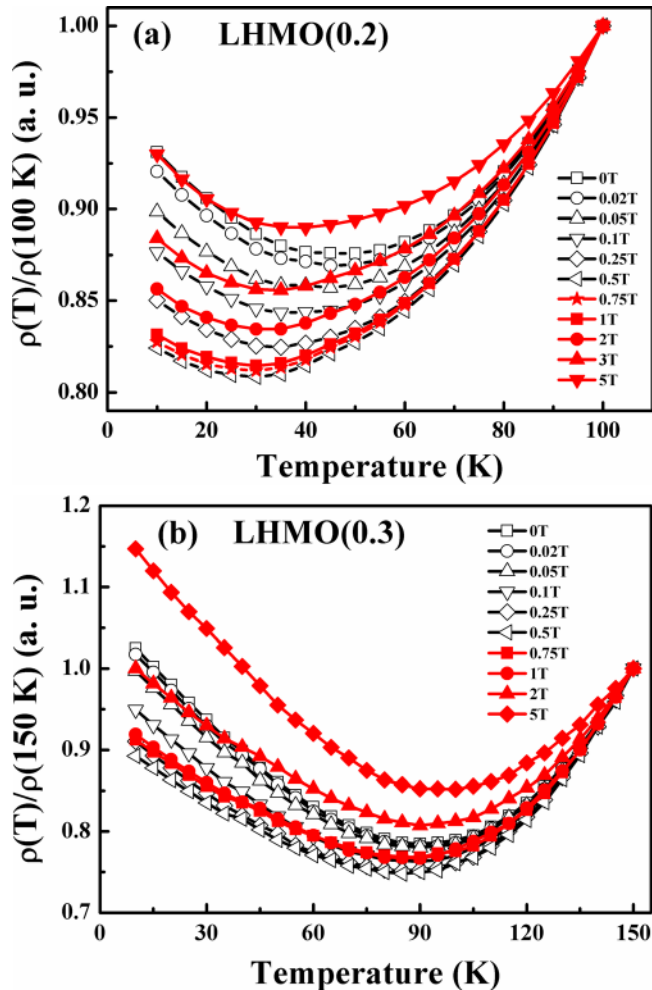 (a) LHMO(0.2)
ρ(T)/ρ(100 K) (a. u.)
1.00
0.95
0.90
0.85
0.80
0T
0.02T
0.05T
0.1T
0.25T
0.5T
0.75T
1T
2T
3T
5T
0 20 40 60 80 100
Temperature (K)
(b) LHMO(0.3)
ρ(T)/ρ(150 K) (a. u.)
1.2
1.1
1.0
0.9
0.8
0.7
0T
0.02T
0.05T
0.1T
0.25T
0.5T
0.75T
1T
2T
5T
0 30 60 90 120 150
Temperature (K)